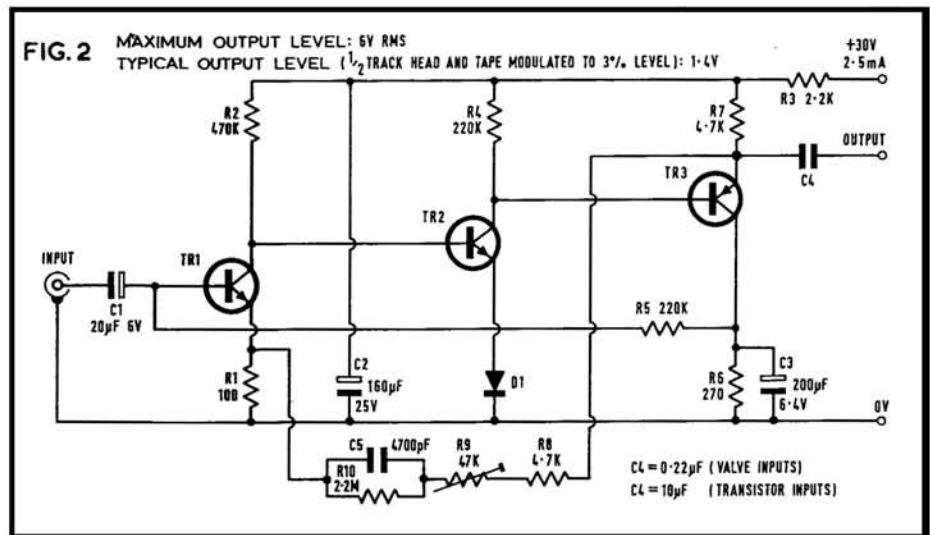 FIG. 2
MAXIMUM OUTPUT LEVEL: 6V RMS
TYPICAL OUTPUT LEVEL (1/2 TRACK HEAD AND TAPE MODULATED TO 3% LEVEL): 1·4V
+30V
2·5mA
R3 2·2K
R2
470K
R4
220K
R7
4·7K
OUTPUT
C4
TR3
TR2
TR1
INPUT
C1
20µF 6V
R5 220K
R1
100
C2
160µF
25V
D1
R6
270
C3
200µF
6·4V
0V
C5
4700pF
R10
2·2M
R9
47K
R8
4·7K
C4 = 0·22µF (VALVE INPUTS)
C4 = 10µF (TRANSISTOR INPUTS)